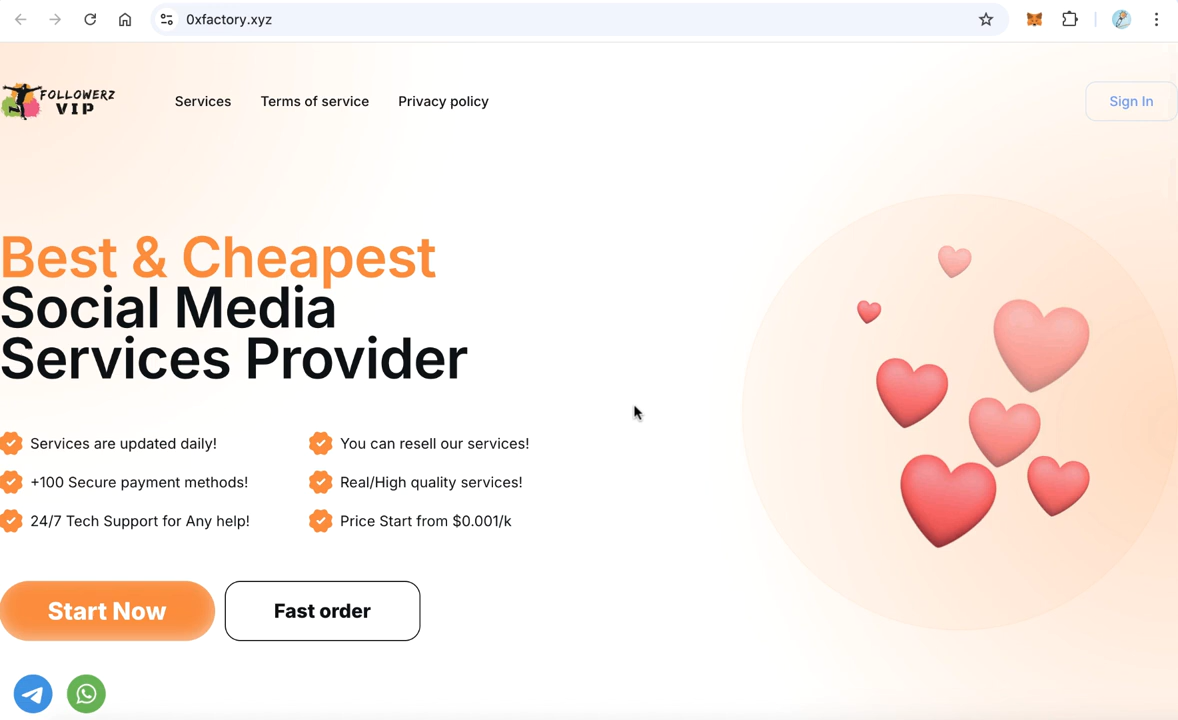 0xfactory.xyz
FOLLOWERZ
VIP
Services
Terms of service
Privacy policy
Sign In
Best & Cheapest
Social Media
Services Provider
Services are updated daily!
You can resell our services!
+100 Secure payment methods!
Real/High quality services!
24/7 Tech Support for Any help!
Price Start from $0.001/k
Start Now
Fast order